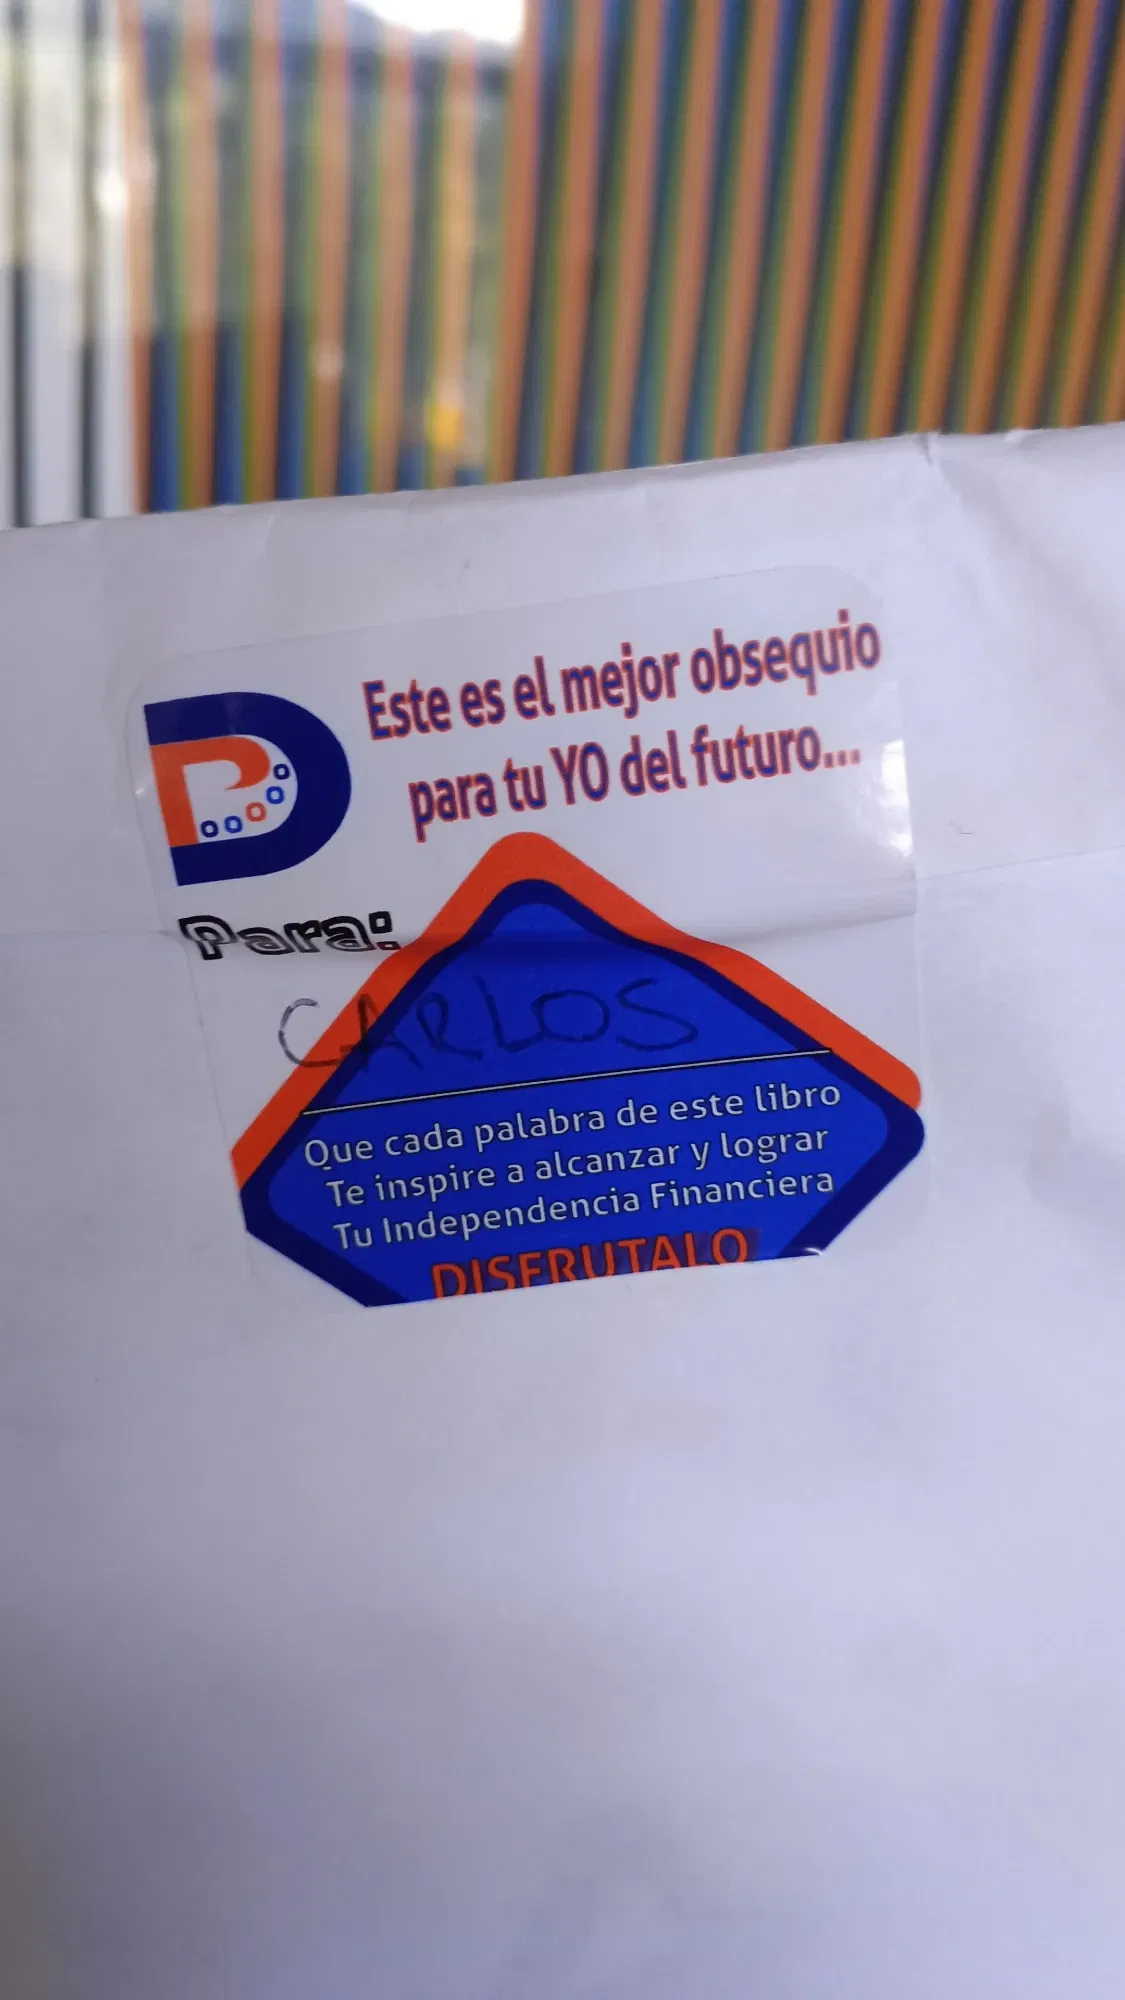 Este es el mejor obsequio
para tu YO del futuro...
Para:
CARLOS
Que cada palabra de este libro
Te inspire a alcanzar y lograr
Tu Independencia Financiera
DISFRUTALO